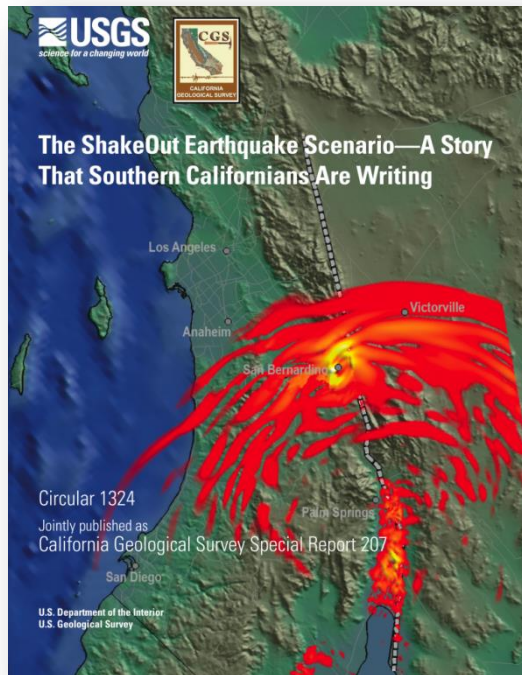 USGS
science for a changing world
CGS
CALIFORNIA
GEOLOGICAL SURVEY
The ShakeOut Earthquake Scenario—A Story
That Southern Californians Are Writing
Los Angeles
Victorville
Anaheim
San Bernardino
Circular 1324
Palm Springs
Jointly published as
California Geological Survey Special Report 207
San Diego
U.S. Department of the Interior
U.S. Geological Survey